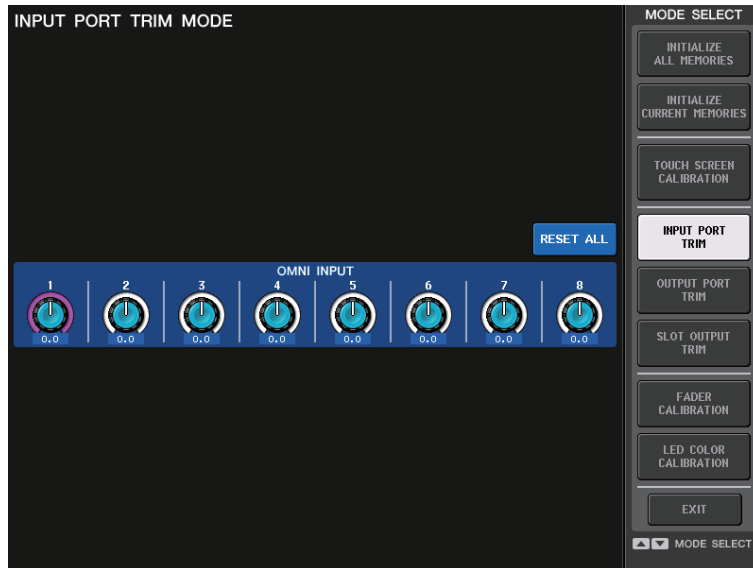 INPUT PORT TRIM MODE
RESET ALL
OMNI INPUT
1 2 3 4 5 6 7 8
0.0 0.0 0.0 0.0 0.0 0.0 0.0 0.0
MODE SELECT
INITIALIZE
ALL MEMORIES
INITIALIZE
CURRENT MEMORIES
TOUCH SCREEN
CALIBRATION
INPUT PORT
TRIM
OUTPUT PORT
TRIM
SLOT OUTPUT
TRIM
FADER
CALIBRATION
LED COLOR
CALIBRATION
EXIT
MODE SELECT